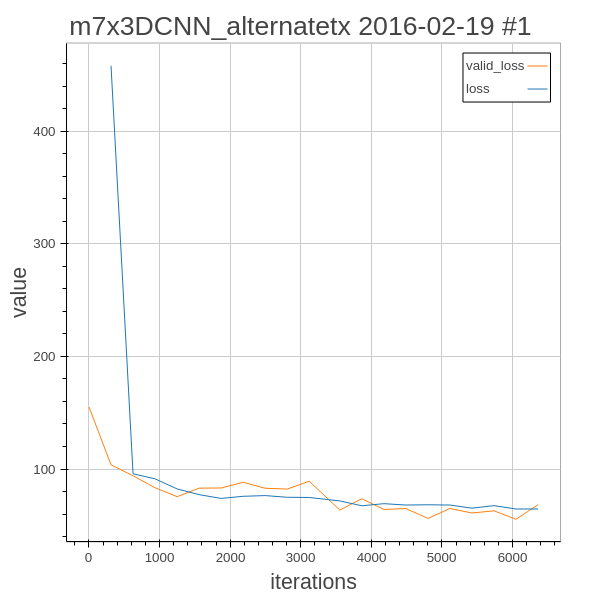 m7x3DCNN_alternatetx 2016-02-19 #1
valid_loss
loss
400
300
200
100
value
0 1000 2000 3000 4000 5000 6000
iterations